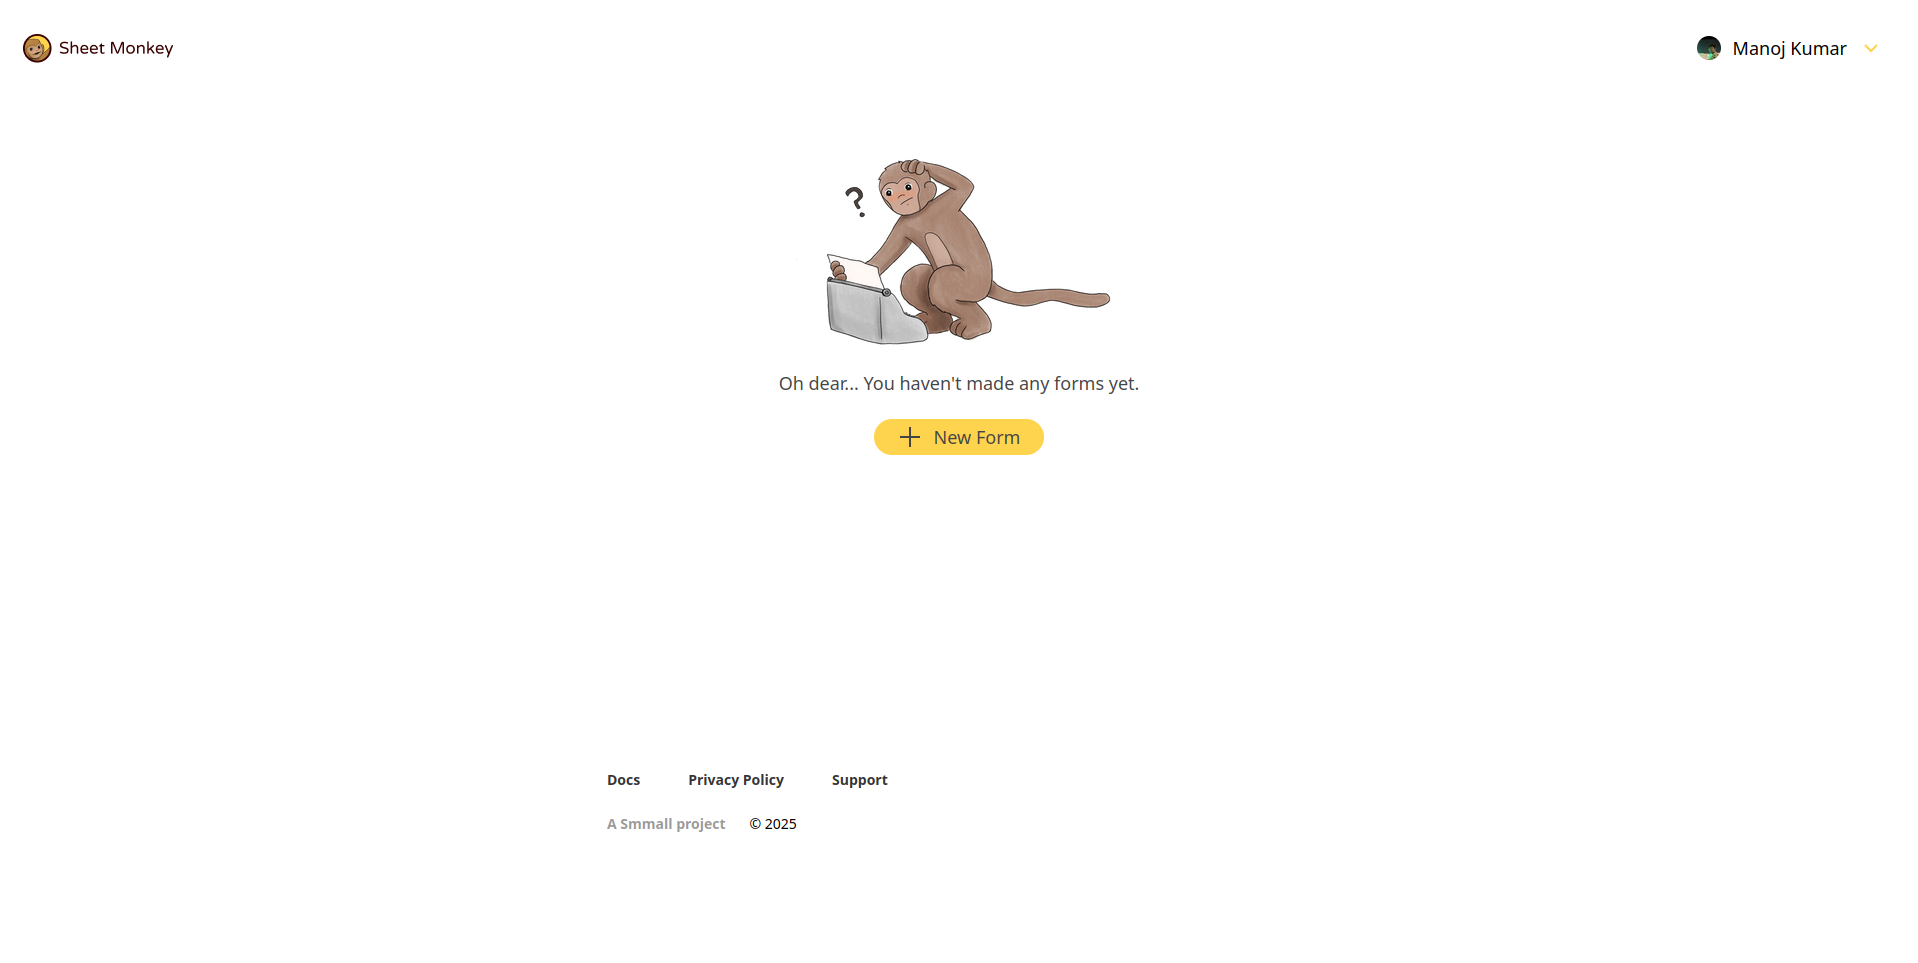 Sheet Monkey
Manoj Kumar
?
Oh dear... You haven't made any forms yet.
New Form
Docs
Privacy Policy
Support
A Smmall project
© 2025